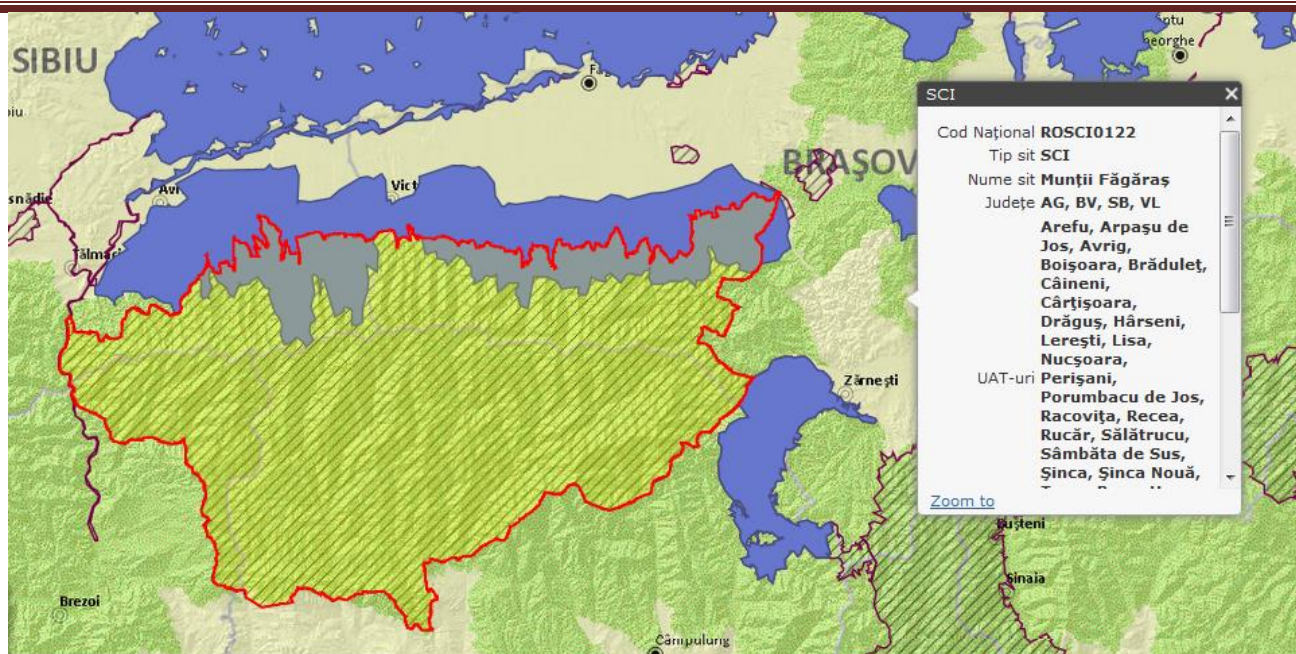 SIBIU
BRAŞOV
Avr
Vict
Zărneşti
Brezoi
Câmpulung
Sinaia
Buşteni
SCI
Cod Naţional ROSCI0122
Tip sit SCI
Nume sit Munţii Făgăraş
Judeţe AG, BV, SB, VL
Arefu, Arpaşu de
Jos, Avrig,
Boişoara, Brăduleţ,
Câineni,
Cârţişoara,
Drăguş, Hârseni,
Lereşti, Lisa,
Nucşoara,
UAT-uri Perişani,
Porumbacu de Jos,
Racoviţa, Recea,
Rucăr, Sălătrucu,
Sâmbăta de Sus,
Şinca, Şinca Nouă,
Zoom to